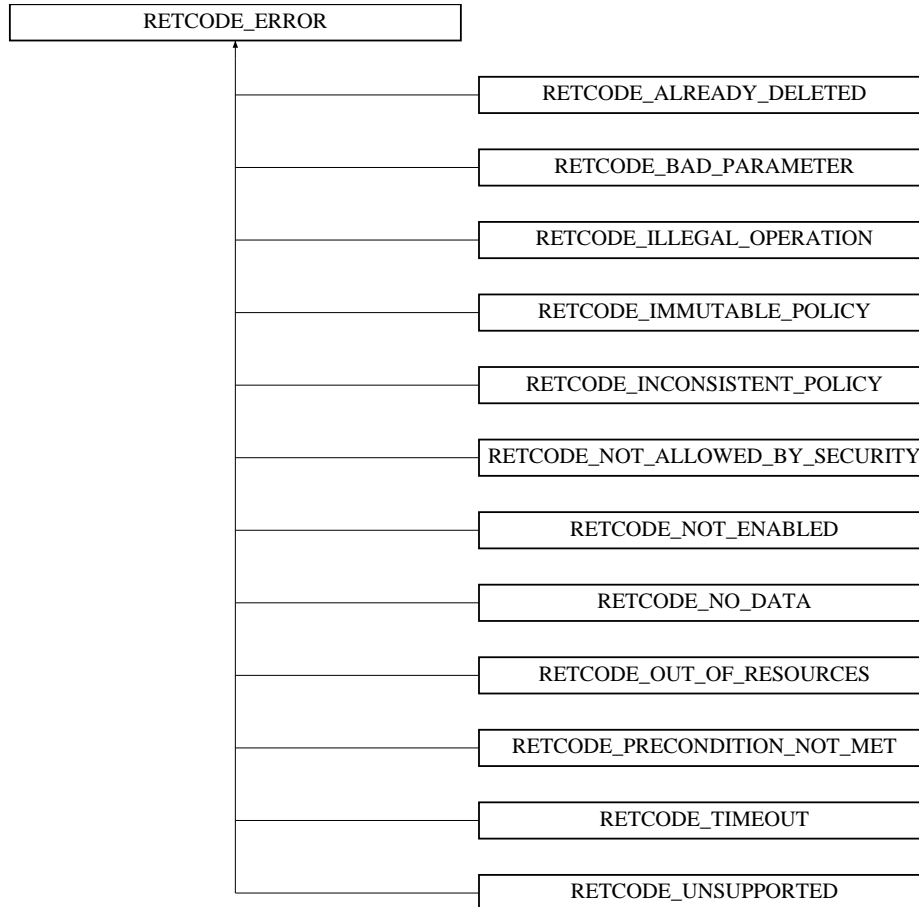 RETCODE_ERROR
RETCODE_ALREADY_DELETED
RETCODE_BAD_PARAMETER
RETCODE_ILLEGAL_OPERATION
RETCODE_IMMUTABLE_POLICY
RETCODE_INCONSISTENT_POLICY
RETCODE_NOT_ALLOWED_BY_SECURITY
RETCODE_NOT_ENABLED
RETCODE_NO_DATA
RETCODE_OUT_OF_RESOURCES
RETCODE_PRECONDITION_NOT_MET
RETCODE_TIMEOUT
RETCODE_UNSUPPORTED